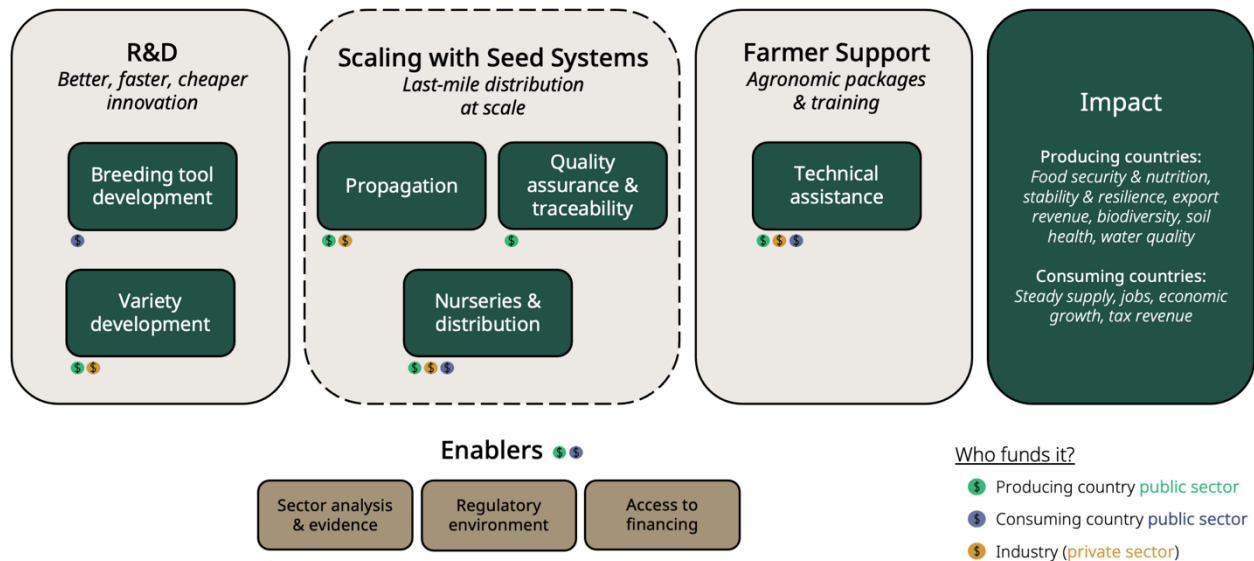 R&D
Better, faster, cheaper
innovation
Breeding tool
development
$
Variety
development
$ $
Scaling with Seed Systems
Last-mile distribution
at scale
Propagation
$ $
Quality
assurance &
traceability
$
Nurseries &
distribution
$ $ $
Farmer Support
Agronomic packages
& training
Technical
assistance
$ $ $
Impact
Producing countries:
Food security & nutrition,
stability & resilience, export
revenue, biodiversity, soil
health, water quality
Consuming countries:
Steady supply, jobs, economic
growth, tax revenue
Enablers $ $
Sector analysis
& evidence
Regulatory
environment
Access to
financing
Who funds it?
$ Producing country public sector
$ Consuming country public sector
$ Industry (private sector)